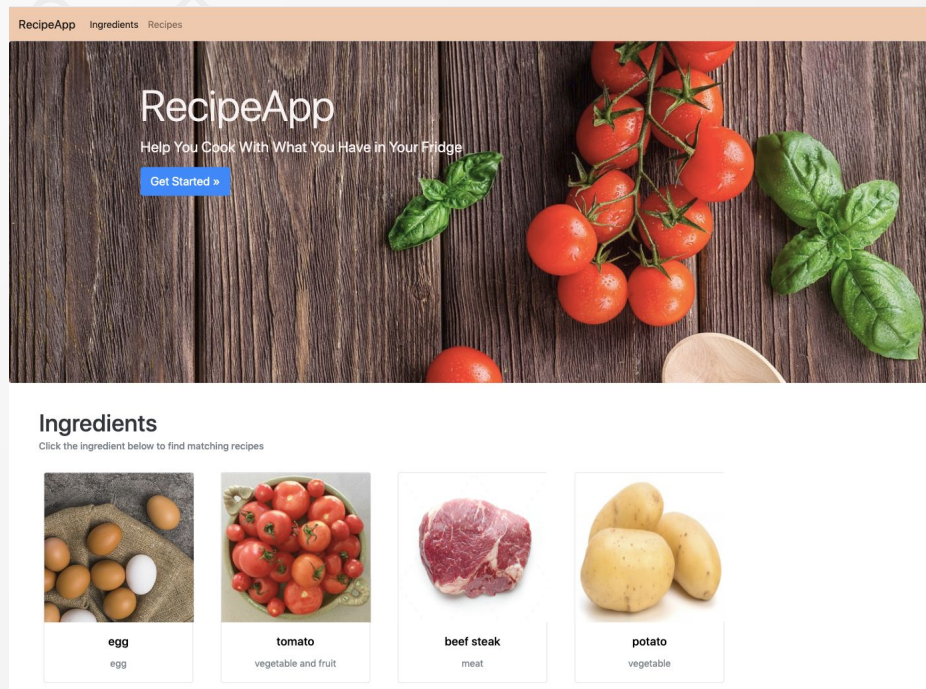 RecipeApp Ingredients Recipes
RecipeApp
Help You Cook With What You Have in Your Fridge
Get Started »
Ingredients
Click the ingredient below to find matching recipes
egg tomato beef steak potato
egg vegetable and fruit meat vegetable